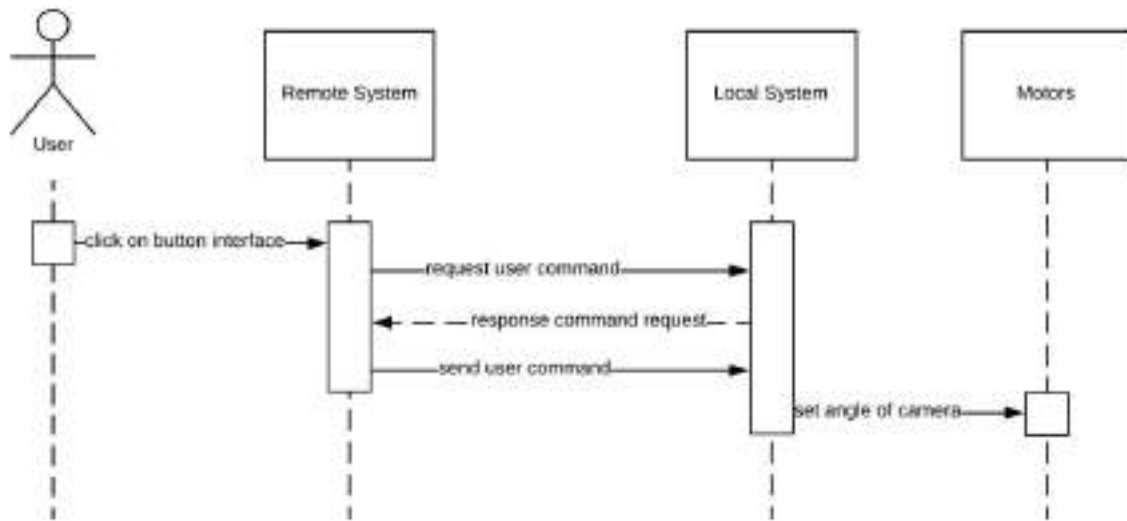 Remote System
Local System
Motors
User
click on button interface
request user command
response command request
send user command
set angle of camera